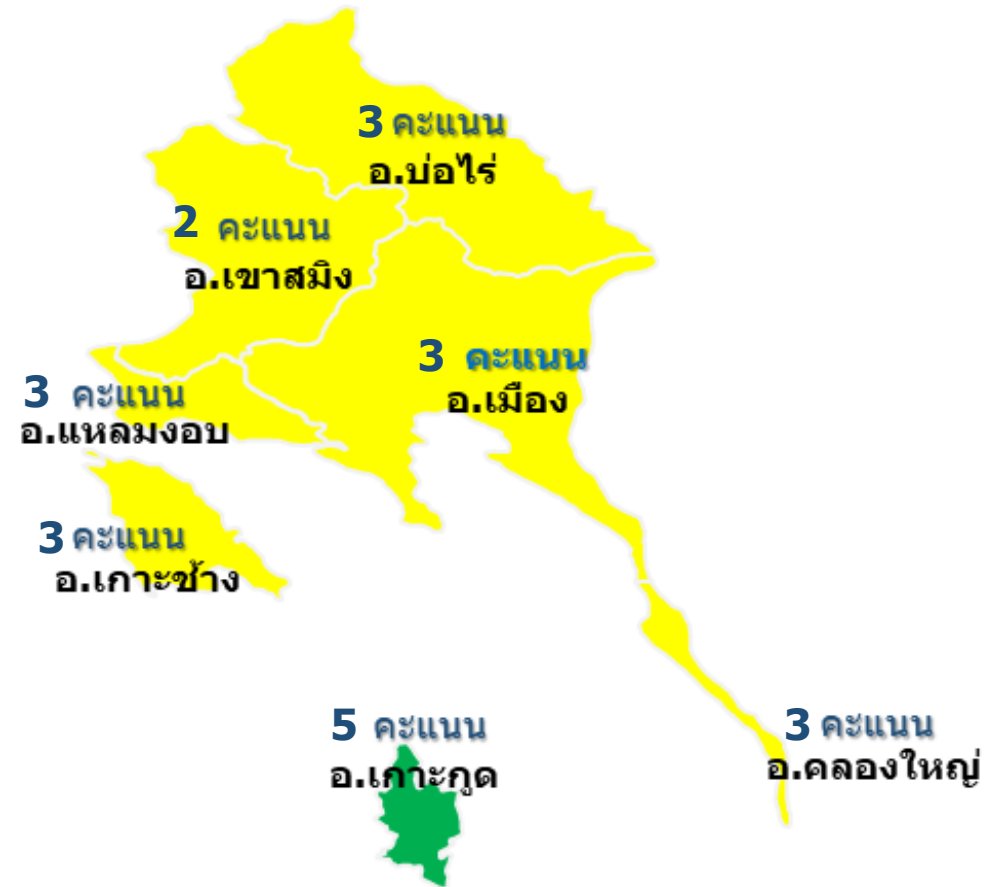 3 คะแนน
อ.บ่อไร่
2 คะแนน
อ.เขาสมิง
3 คะแนน
อ.เมือง
3 คะแนน
อ.แหลมงอบ
3 คะแนน
อ.เกาะช้าง
5 คะแนน
อ.เกาะกูด
3 คะแนน
อ.คลองใหญ่